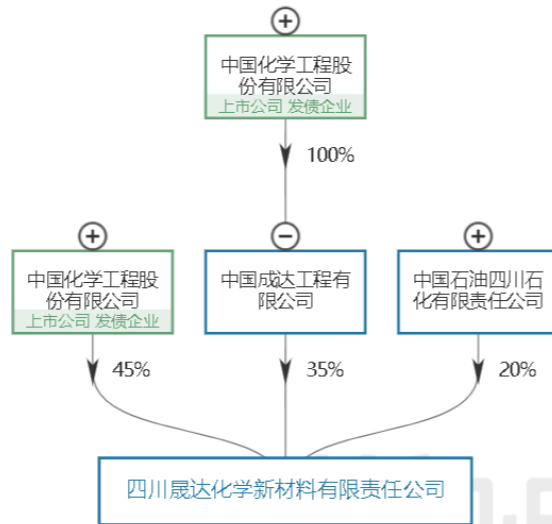 中国化学工程股
份有限公司
上市公司 发债企业
100%
中国化学工程股
份有限公司
上市公司 发债企业
中国成达工程有
限公司
中国石油四川石
化有限责任公司
45%
35%
20%
四川晟达化学新材料有限责任公司